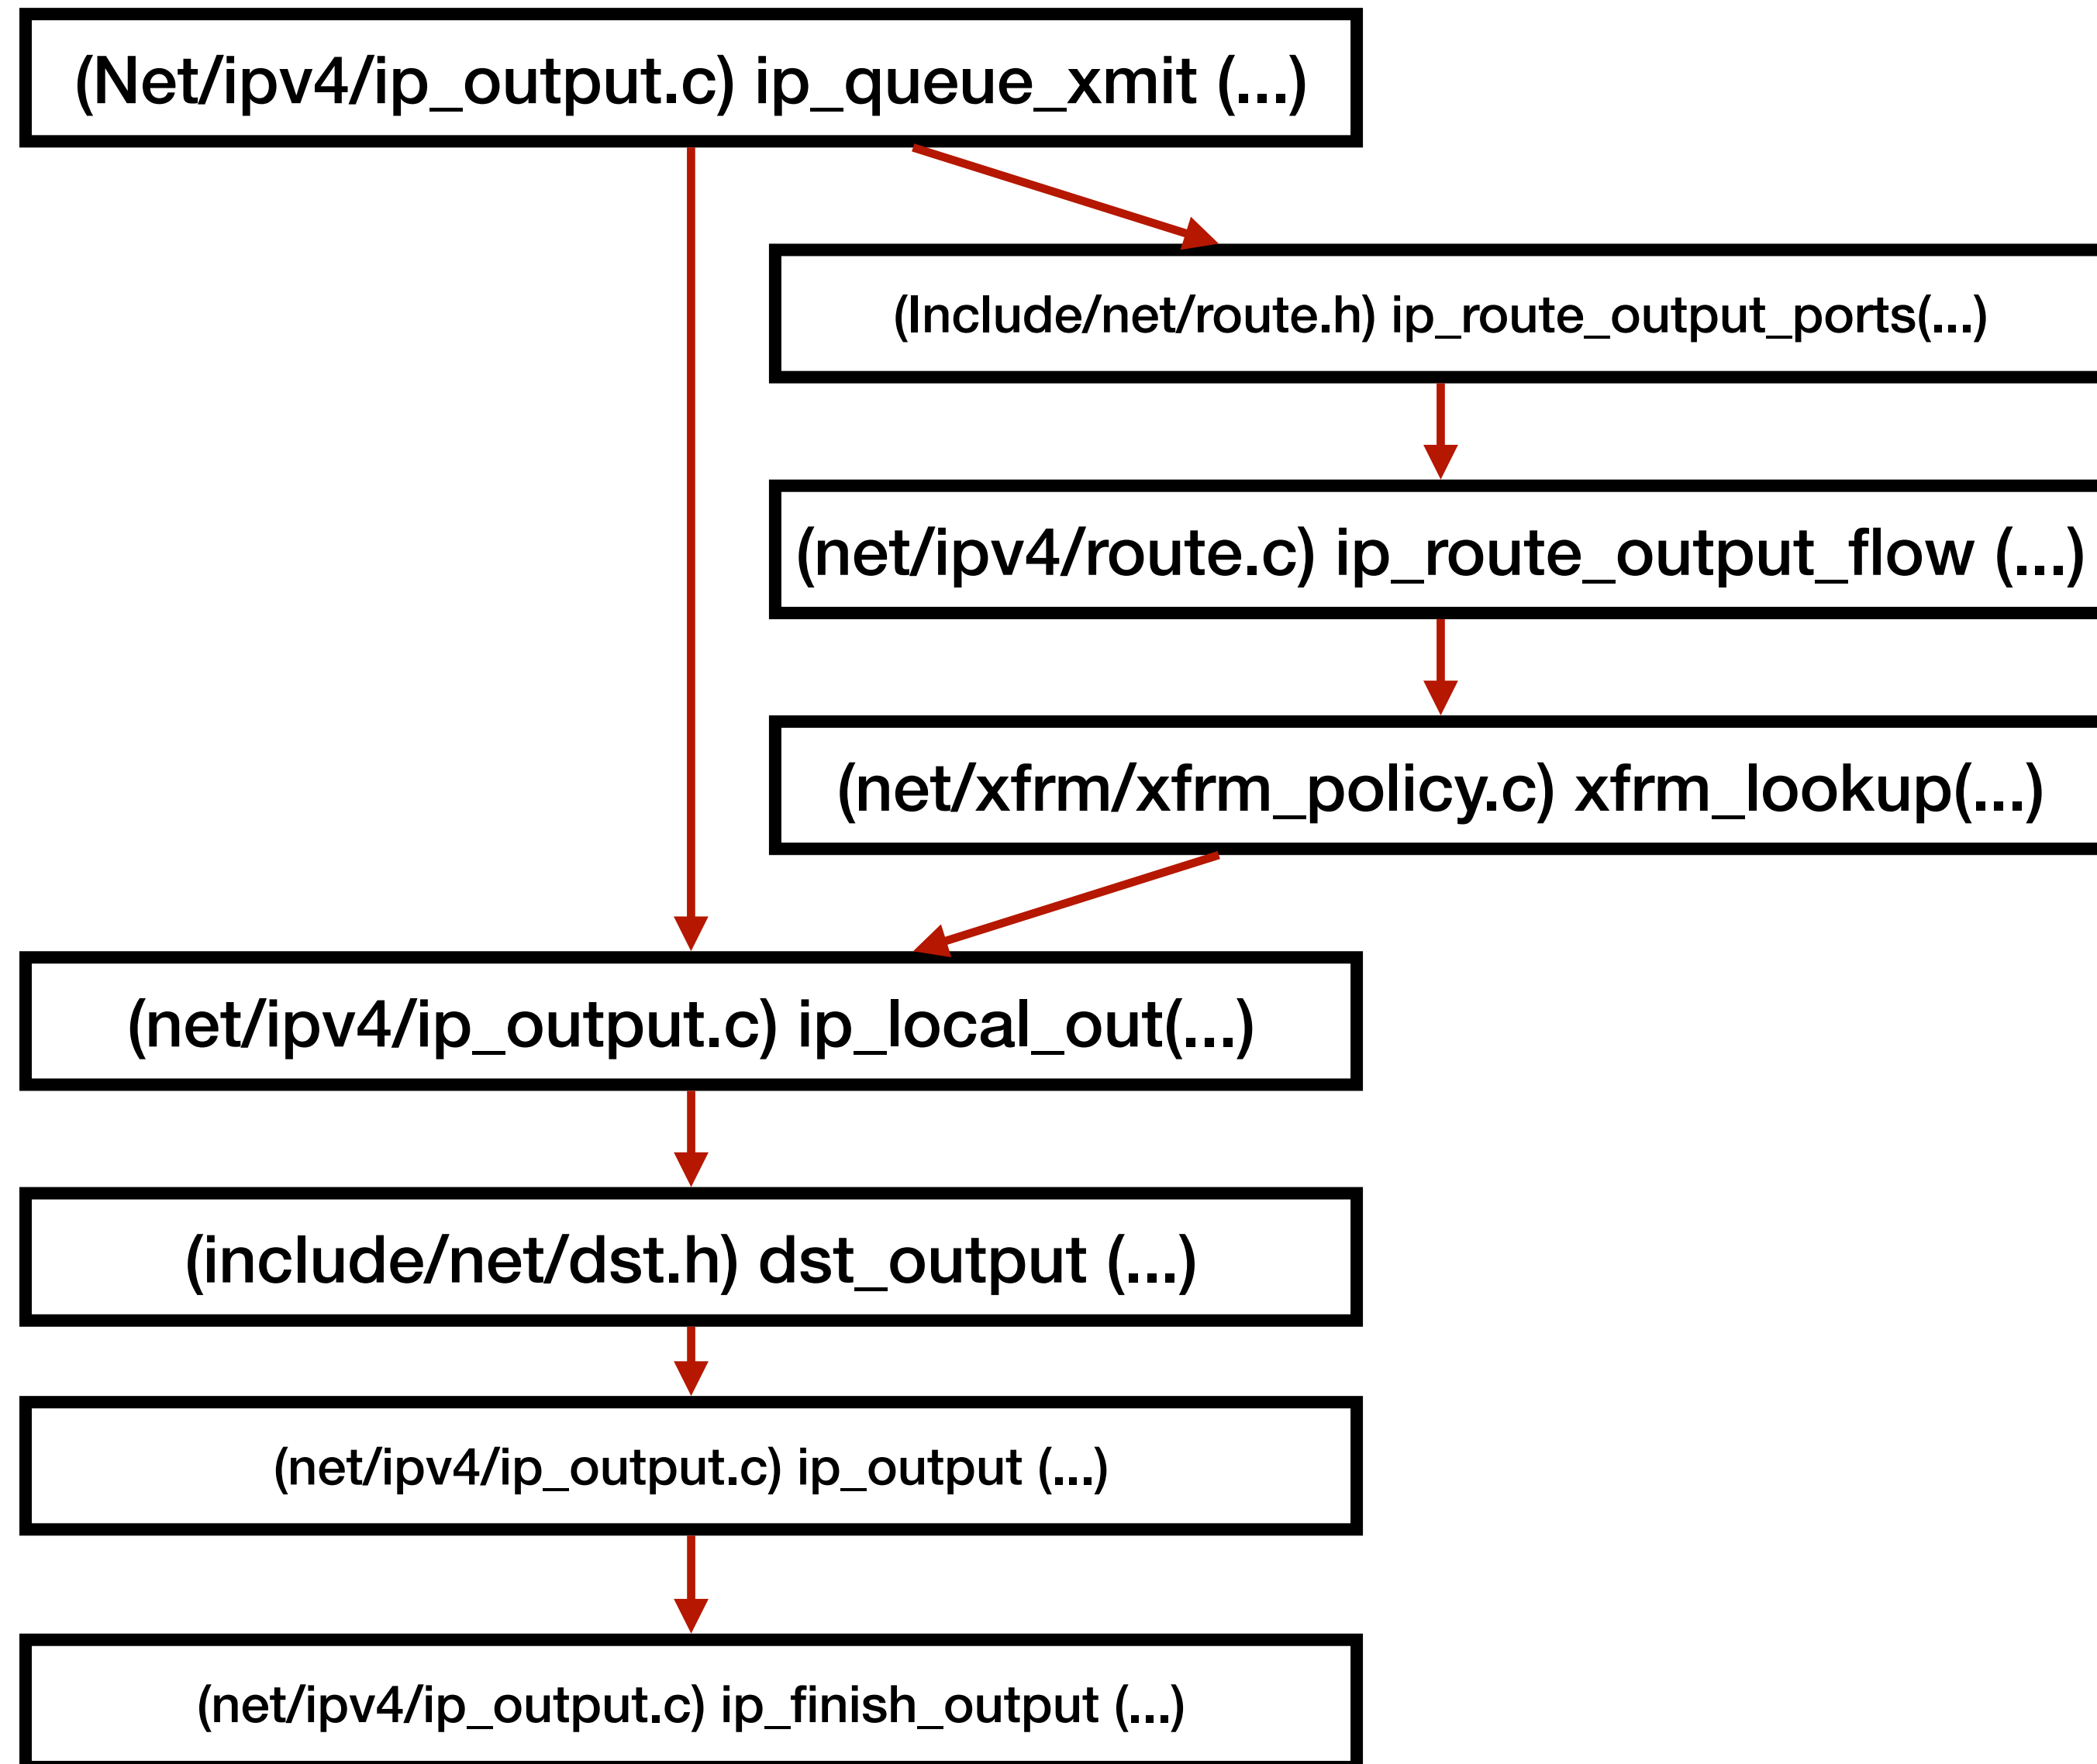 (Net/ipv4/ip_output.c) ip_queue_xmit (...)
(Include/net/route.h) ip_route_output_ports(...)
(net/ipv4/route.c) ip_route_output_flow (...)
(net/xfrm/xfrm_policy.c) xfrm_lookup(...)
(net/ipv4/ip_output.c) ip_local_out(...)
(include/net/dst.h) dst_output (...)
(net/ipv4/ip_output.c) ip_output (...)
(net/ipv4/ip_output.c) ip_finish_output (...)